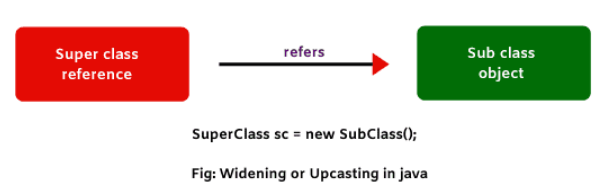 Super class
reference
refers
Sub class
object
SuperClass sc = new SubClass();
Fig: Widening or Upcasting in java